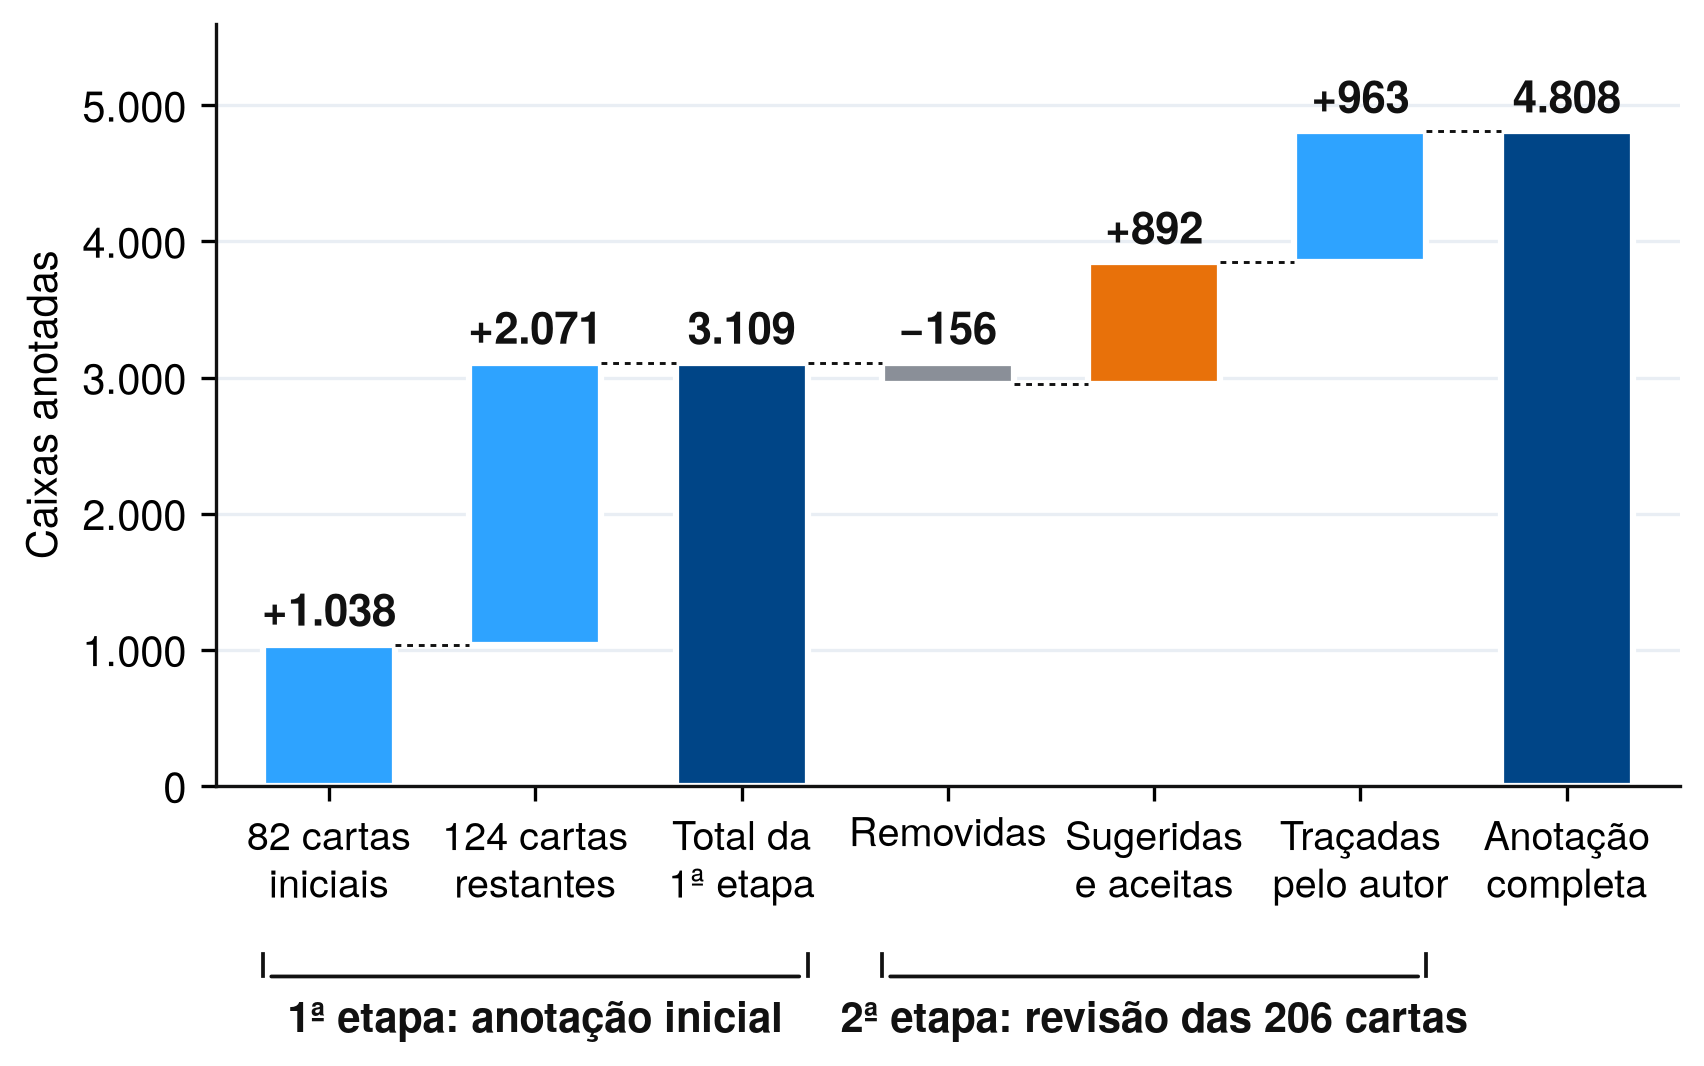 Caixas anotadas
5.000
4.000
3.000
2.000
1.000
0
+1.038
+2.071
3.109
−156
+892
+963
4.808
82 cartas
iniciais
124 cartas
restantes
Total da
1ª etapa
Removidas
Sugeridas
e aceitas
Traçadas
pelo autor
Anotação
completa
1ª etapa: anotação inicial
2ª etapa: revisão das 206 cartas